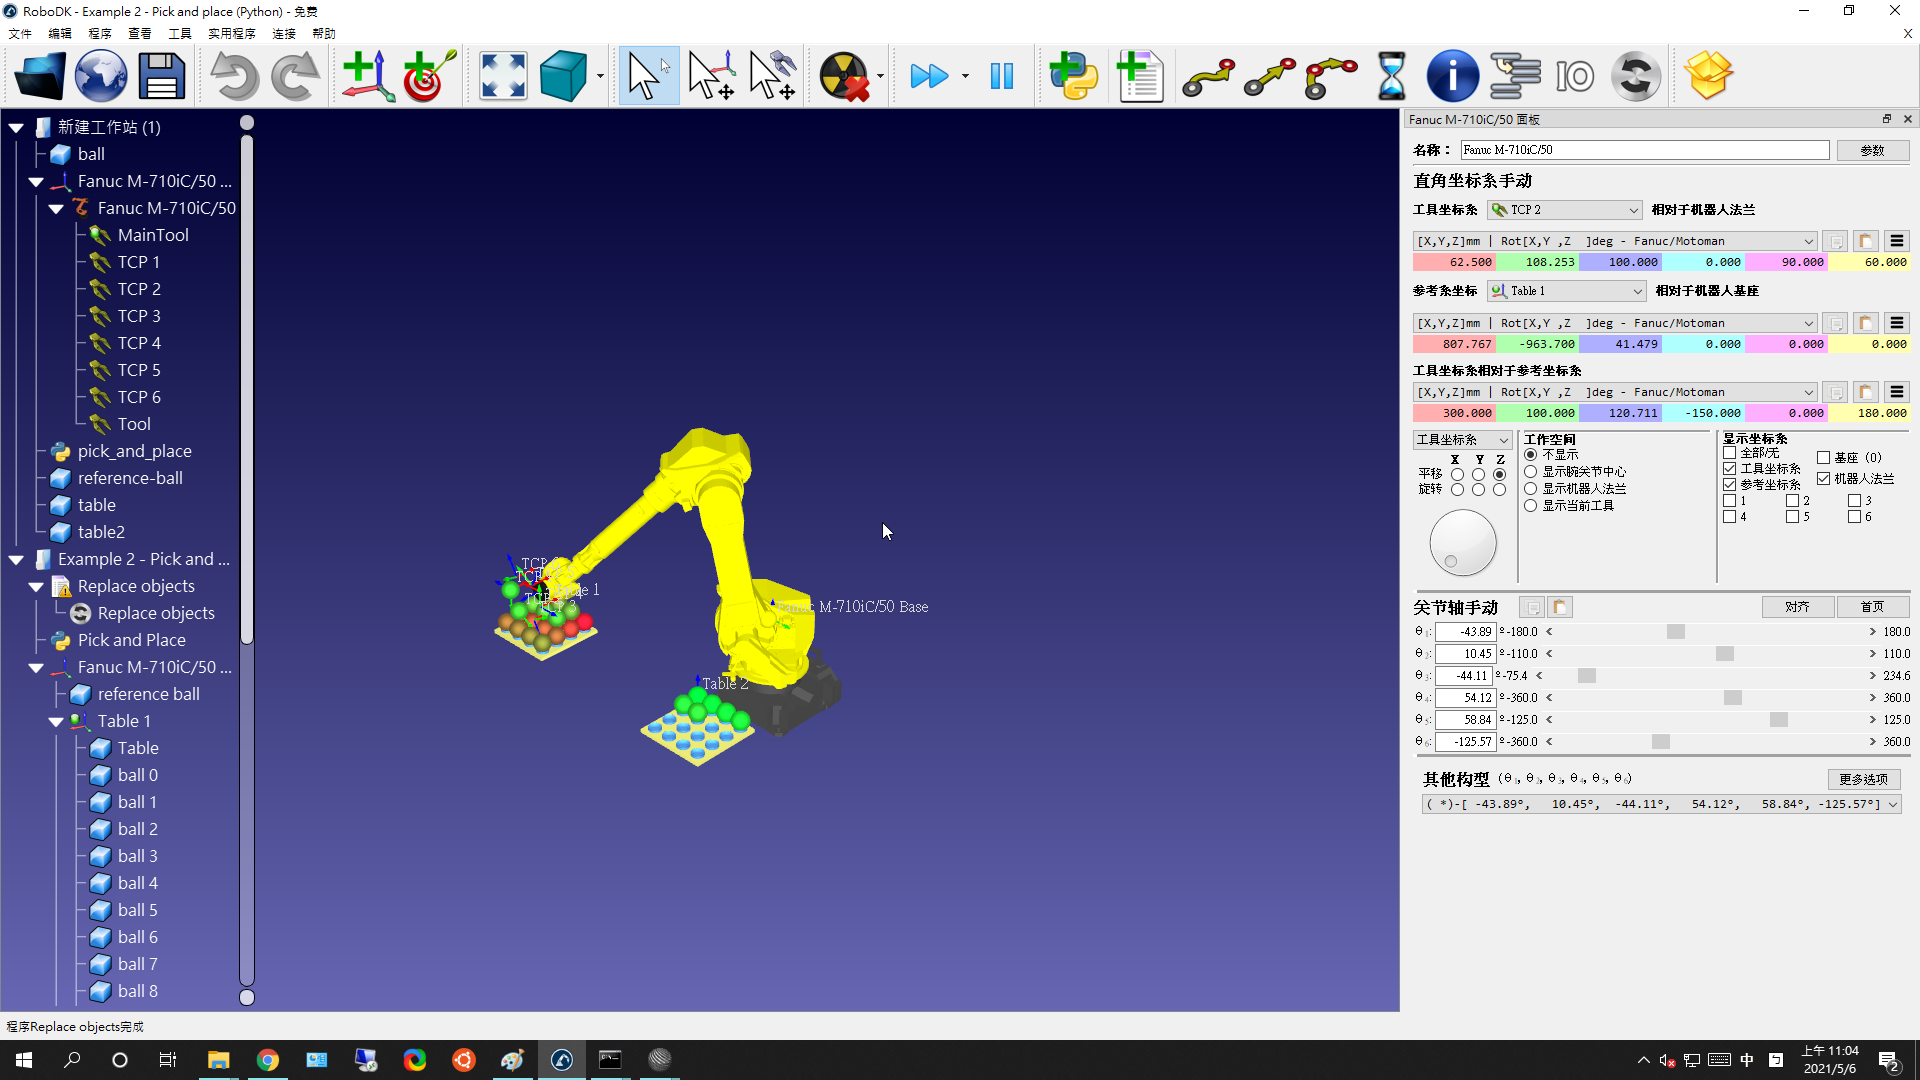 RoboDK - Example 2 - Pick and place (Python) - 免费
文件 编辑 程序 查看 工具 实用程序 连接 帮助
IO
新建工作站 (1)
ball
Fanuc M-710iC/50 ...
Fanuc M-710iC/50
MainTool
TCP 1
TCP 2
TCP 3
TCP 4
TCP 5
TCP 6
Tool
pick_and_place
reference-ball
table
table2
Example 2 - Pick and ...
Replace objects
Replace objects
Pick and Place
Fanuc M-710iC/50 ...
reference ball
Table 1
Table
ball 0
ball 1
ball 2
ball 3
ball 4
ball 5
ball 6
ball 7
ball 8
M-710iC/50 Base
Table 2
Fanuc M-710iC/50 面板
名称： Fanuc M-710iC/50 参数
直角坐标系手动
工具坐标系 TCP 2 相对于机器人法兰
[X,Y,Z]mm | Rot[X,Y ,Z ]deg - Fanuc/Motoman
62.500 108.253 100.000 0.000 90.000 60.000
参考系坐标 Table 1 相对于机器人基座
[X,Y,Z]mm | Rot[X,Y ,Z ]deg - Fanuc/Motoman
807.767 -963.700 41.479 0.000 0.000 0.000
工具坐标系相对于参考坐标系
[X,Y,Z]mm | Rot[X,Y ,Z ]deg - Fanuc/Motoman
300.000 100.000 120.711 -150.000 0.000 180.000
工具坐标系
X Y Z
平移
旋转
工作空间
不显示
显示腕关节中心
显示机器人法兰
显示当前工具
显示坐标系
全部/无 基座（0）
工具坐标系 机器人法兰
参考坐标系
1 2 3
4 5 6
关节轴手动 对齐 首页
θ1: -43.89 º -180.0 < > 180.0
θ2: 10.45 º -110.0 < > 110.0
θ3: -44.11 º -75.4 < > 234.6
θ4: 54.12 º -360.0 < > 360.0
θ5: 58.84 º -125.0 < > 125.0
θ6: -125.57 º -360.0 < > 360.0
其他构型 (θ1, θ2, θ3, θ4, θ5, θ6) 更多选项
( *)-[ -43.89°, 10.45°, -44.11°, 54.12°, 58.84°, -125.57°]
程序Replace objects完成
中
上午 11:04
2021/5/6
2